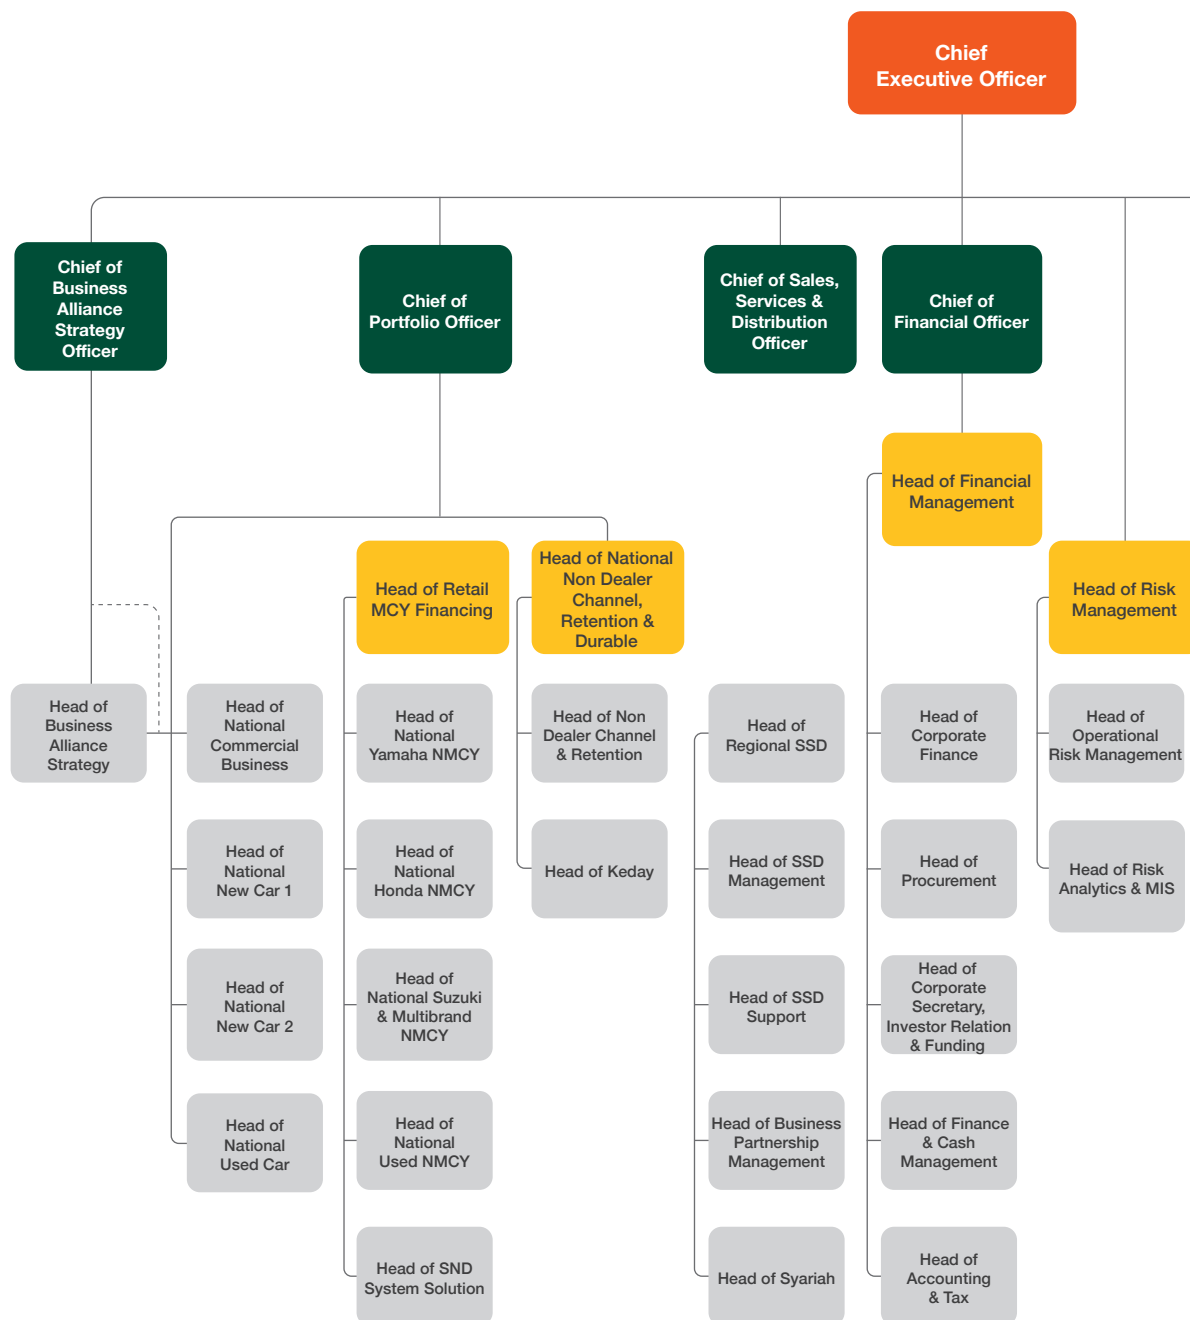 Chief
Executive Officer
Chief of
Business
Alliance
Strategy
Officer
Chief of
Portfolio Officer
Chief of Sales,
Services &
Distribution
Officer
Chief of
Financial Officer
Head of Financial
Management
Head of Retail
MCY Financing
Head of National
Non Dealer
Channel,
Retention &
Durable
Head of Risk
Management
Head of
Business
Alliance
Strategy
Head of
National
Commercial
Business
Head of
National
Yamaha NMCY
Head of Non
Dealer Channel
& Retention
Head of
Regional SSD
Head of
Corporate
Finance
Head of
Operational
Risk Management
Head of
National
New Car 1
Head of
National
Honda NMCY
Head of Keday
Head of SSD
Management
Head of
Procurement
Head of Risk
Analytics & MIS
Head of
National
New Car 2
Head of
National Suzuki
& Multibrand
NMCY
Head of SSD
Support
Head of
Corporate
Secretary,
Investor Relation
& Funding
Head of
National
Used Car
Head of
National
Used NMCY
Head of Business
Partnership
Management
Head of Finance
& Cash
Management
Head of SND
System Solution
Head of Syariah
Head of
Accounting
& Tax